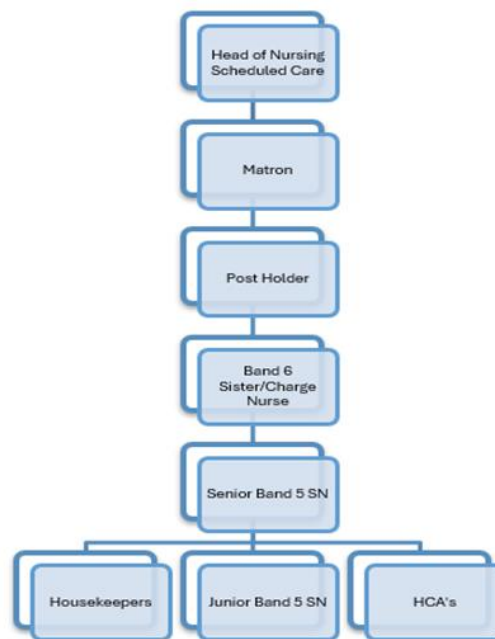 Head of Nursing
Scheduled Care
Matron
Post Holder
Band 6
Sister/Charge
Nurse
Senior Band 5 SN
Housekeepers
Junior Band 5 SN
HCA's